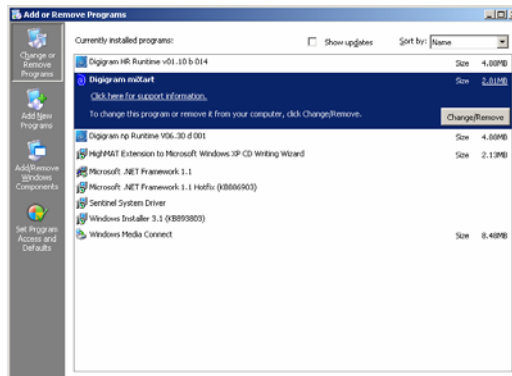 Add or Remove Programs
Change or Remove Programs
Currently installed programs:
Show updates
Sort by: Name
Digigram HR Runtime v01.10 b 014 Size 4.00MB
Digigram miXart Size 2.01MB
Click here for support information.
To change this program or remove it from your computer, click Change/Remove.
Change/Remove
Add New Programs
Digigram np Runtime V06.30 d 001 Size 4.00MB
HighMAT Extension to Microsoft Windows XP CD Writing Wizard Size 2.13MB
Add/Remove Windows Components
Microsoft .NET Framework 1.1
Microsoft .NET Framework 1.1 Hotfix (KB886903)
Sentinel System Driver
Set Program Access and Defaults
Windows Installer 3.1 (KB893803)
Windows Media Connect Size 8.48MB